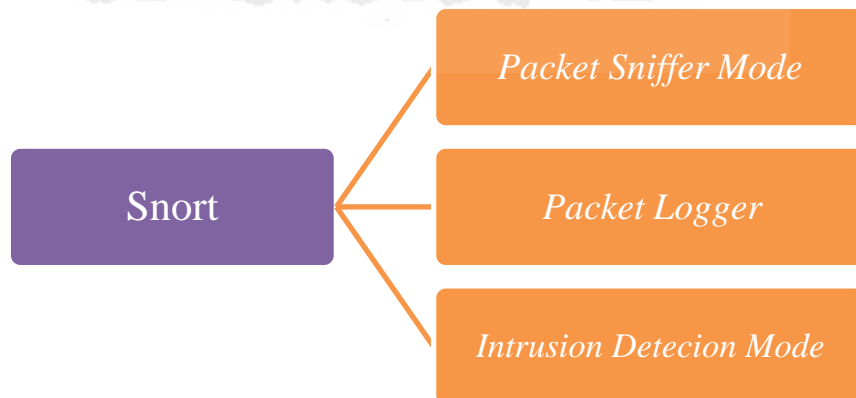 Packet Sniffer Mode
Snort
Packet Logger
Intrusion Detecion Mode